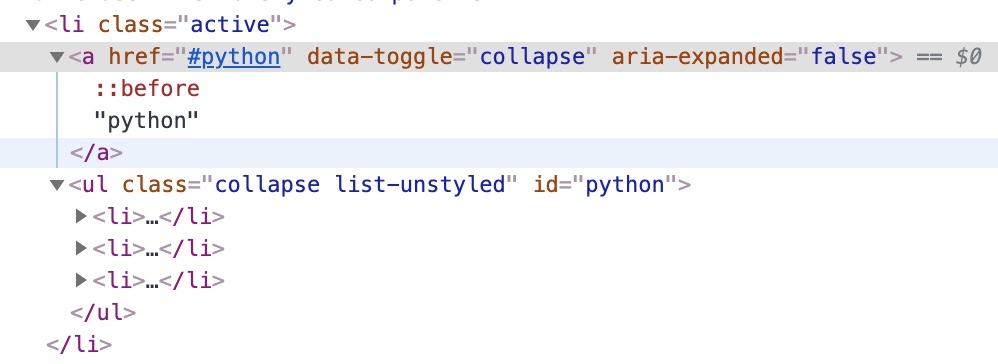 ▼<li class="active">
▼<a href="#python" data-toggle="collapse" aria-expanded="false"> == $0
::before
"python"
</a>
▼<ul class="collapse list-unstyled" id="python">
▶<li>…</li>
▶<li>…</li>
▶<li>…</li>
</ul>
</li>